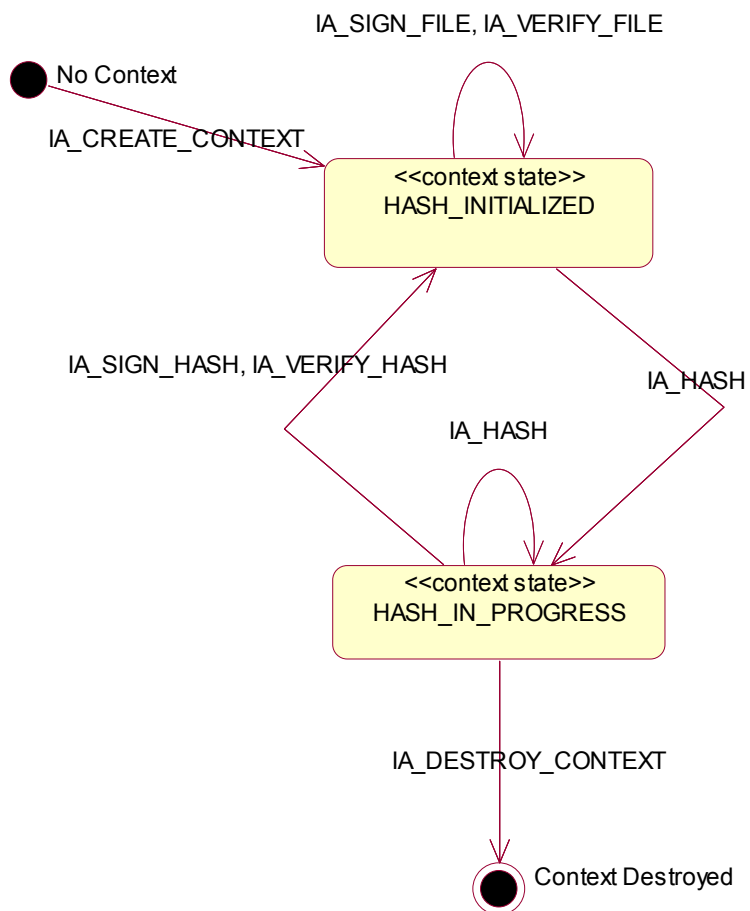 IA_SIGN_FILE, IA_VERIFY_FILE
No Context
IA_CREATE_CONTEXT
<<context state>>
HASH_INITIALIZED
IA_SIGN_HASH, IA_VERIFY_HASH
IA_HASH
IA_HASH
<<context state>>
HASH_IN_PROGRESS
IA_DESTROY_CONTEXT
Context Destroyed